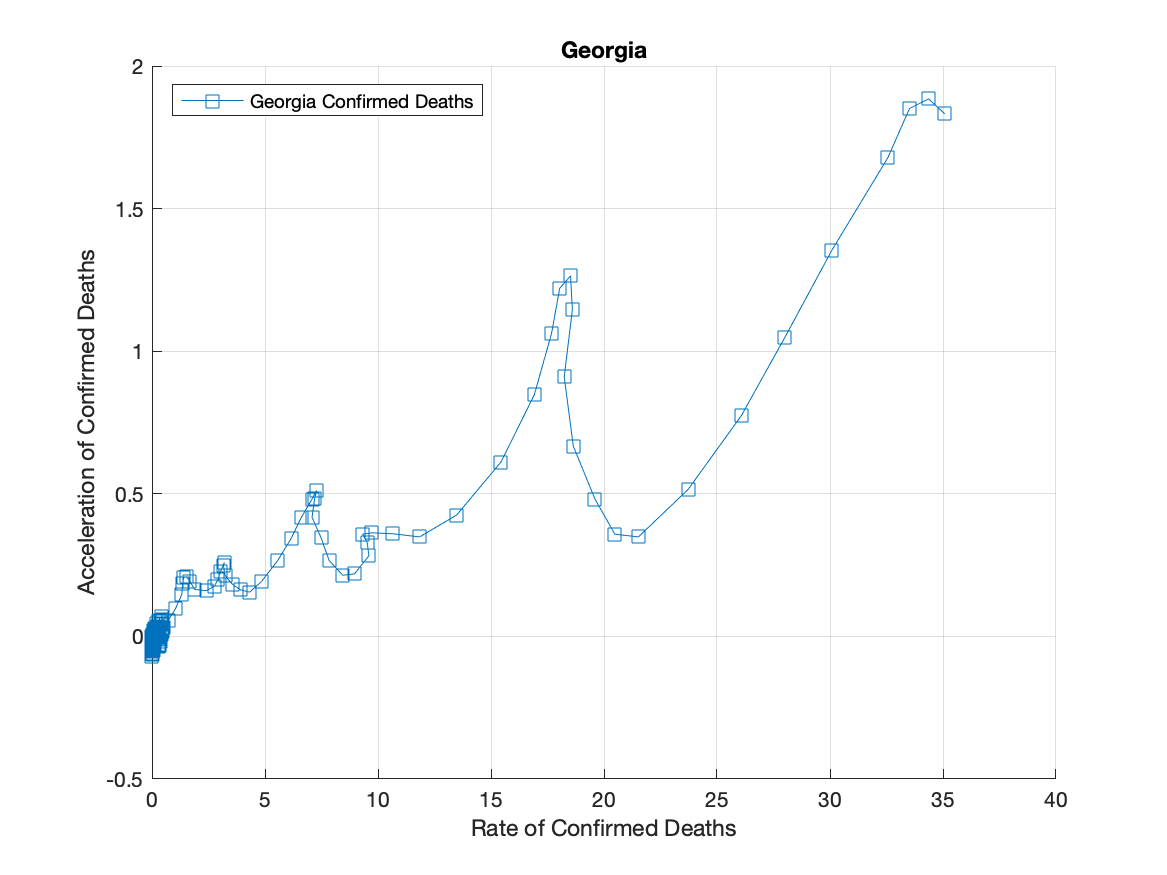 Georgia
Georgia Confirmed Deaths
2
1.5
1
0.5
0
-0.5
Acceleration of Confirmed Deaths
0 5 10 15 20 25 30 35 40
Rate of Confirmed Deaths